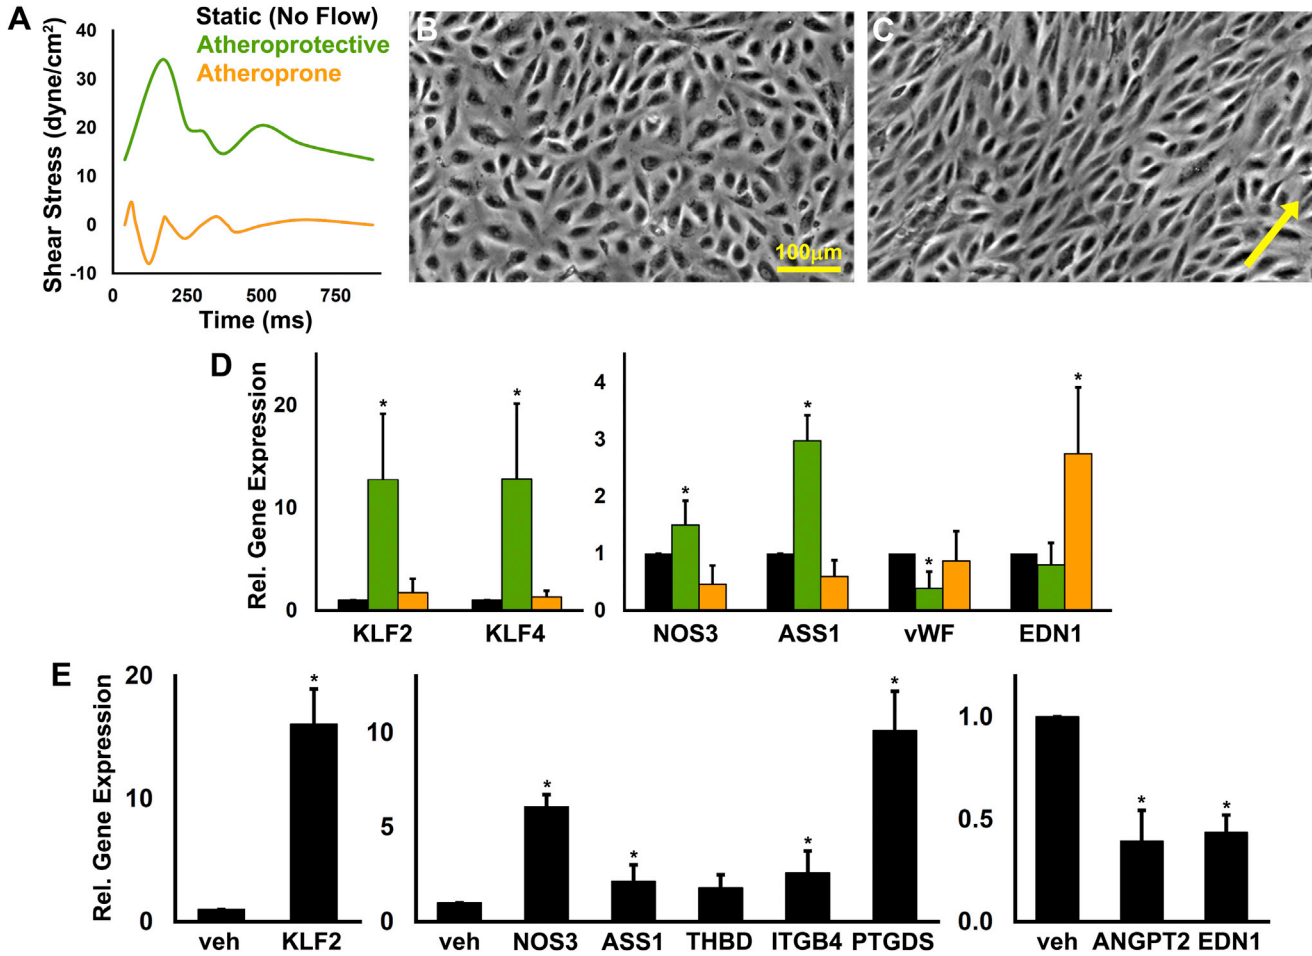 A
Static (No Flow)
Atheroprotective
Atheroprone
Shear Stress (dyne/cm²)
40
30
20
10
0
-10
0 250 500 750
Time (ms)
B
100µm
C
D
Rel. Gene Expression
20
10
0
* *
KLF2 KLF4
4
3
2
1
0
* * * *
NOS3 ASS1 vWF EDN1
E
Rel. Gene Expression
20
10
0
*
veh KLF2
10
5
0
* * * *
veh NOS3 ASS1 THBD ITGB4 PTGDS
1.0
0.5
0.0
* *
veh ANGPT2 EDN1